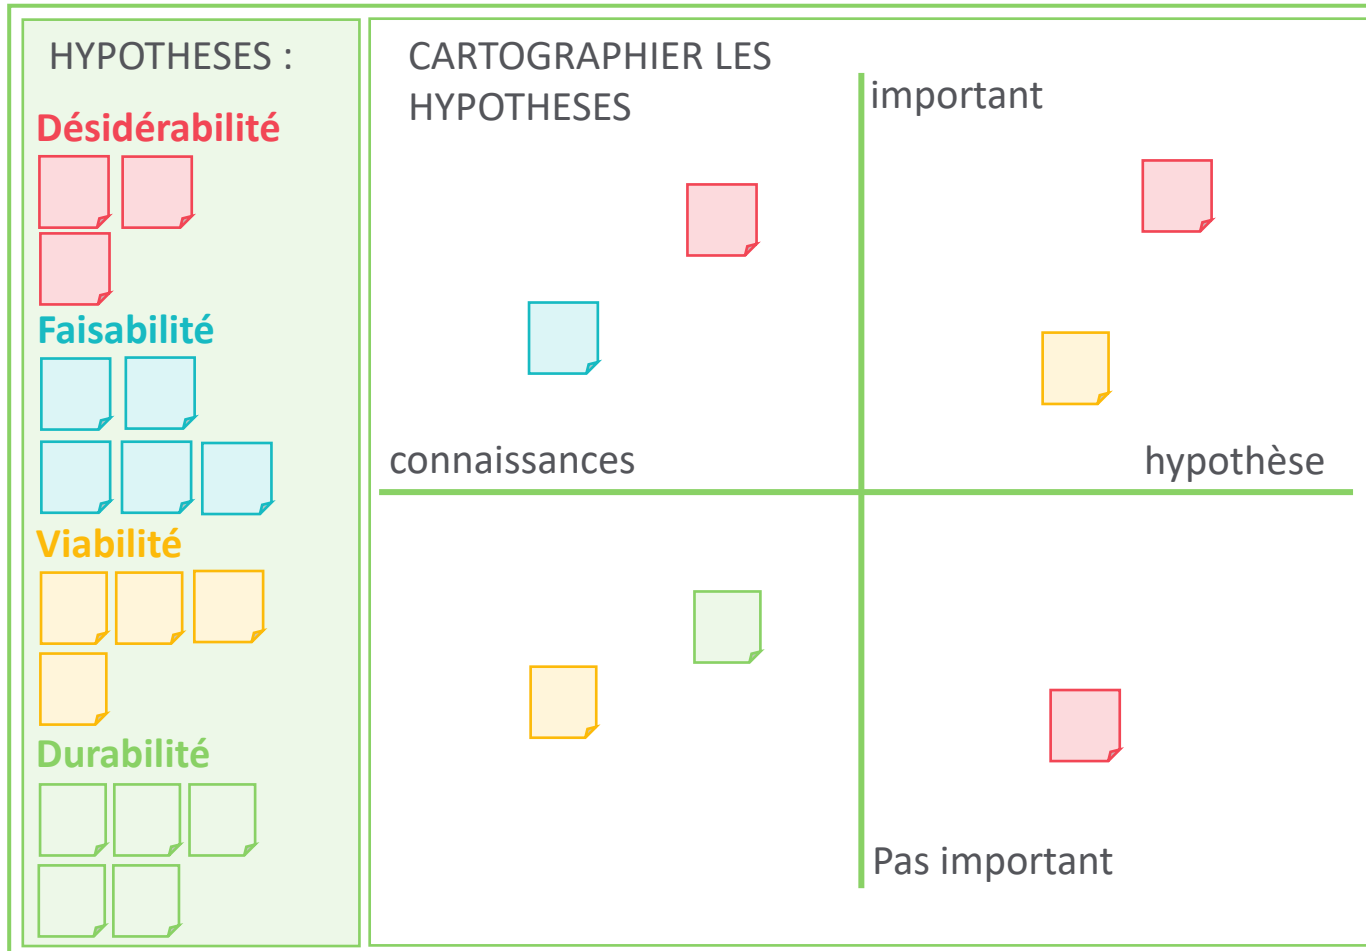 HYPOTHESES :
Désidérabilité
Faisabilité
Viabilité
Durabilité
CARTOGRAPHIER LES
HYPOTHESES
important
connaissances
hypothèse
Pas important